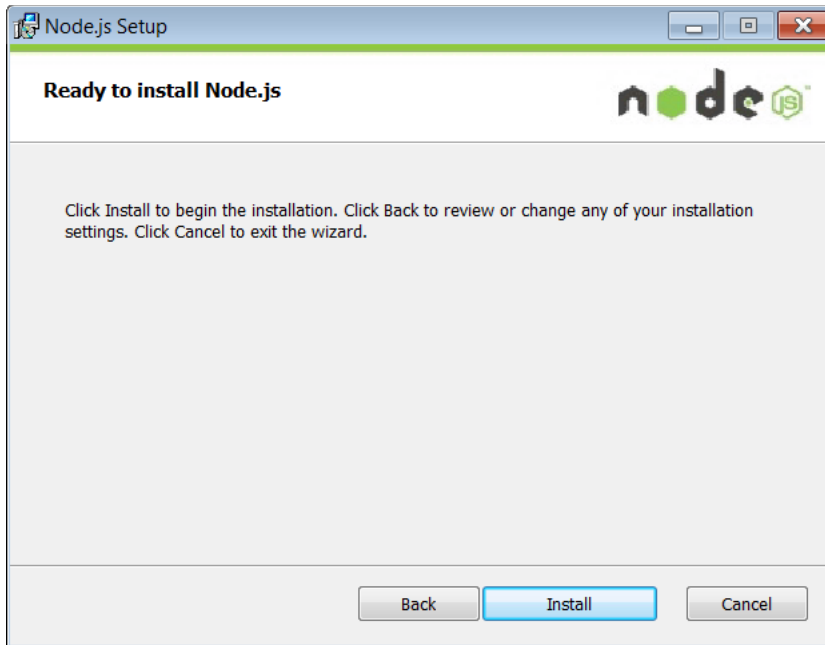 Node.js Setup
Ready to install Node.js
node JS
Click Install to begin the installation. Click Back to review or change any of your installation
settings. Click Cancel to exit the wizard.
Back
Install
Cancel